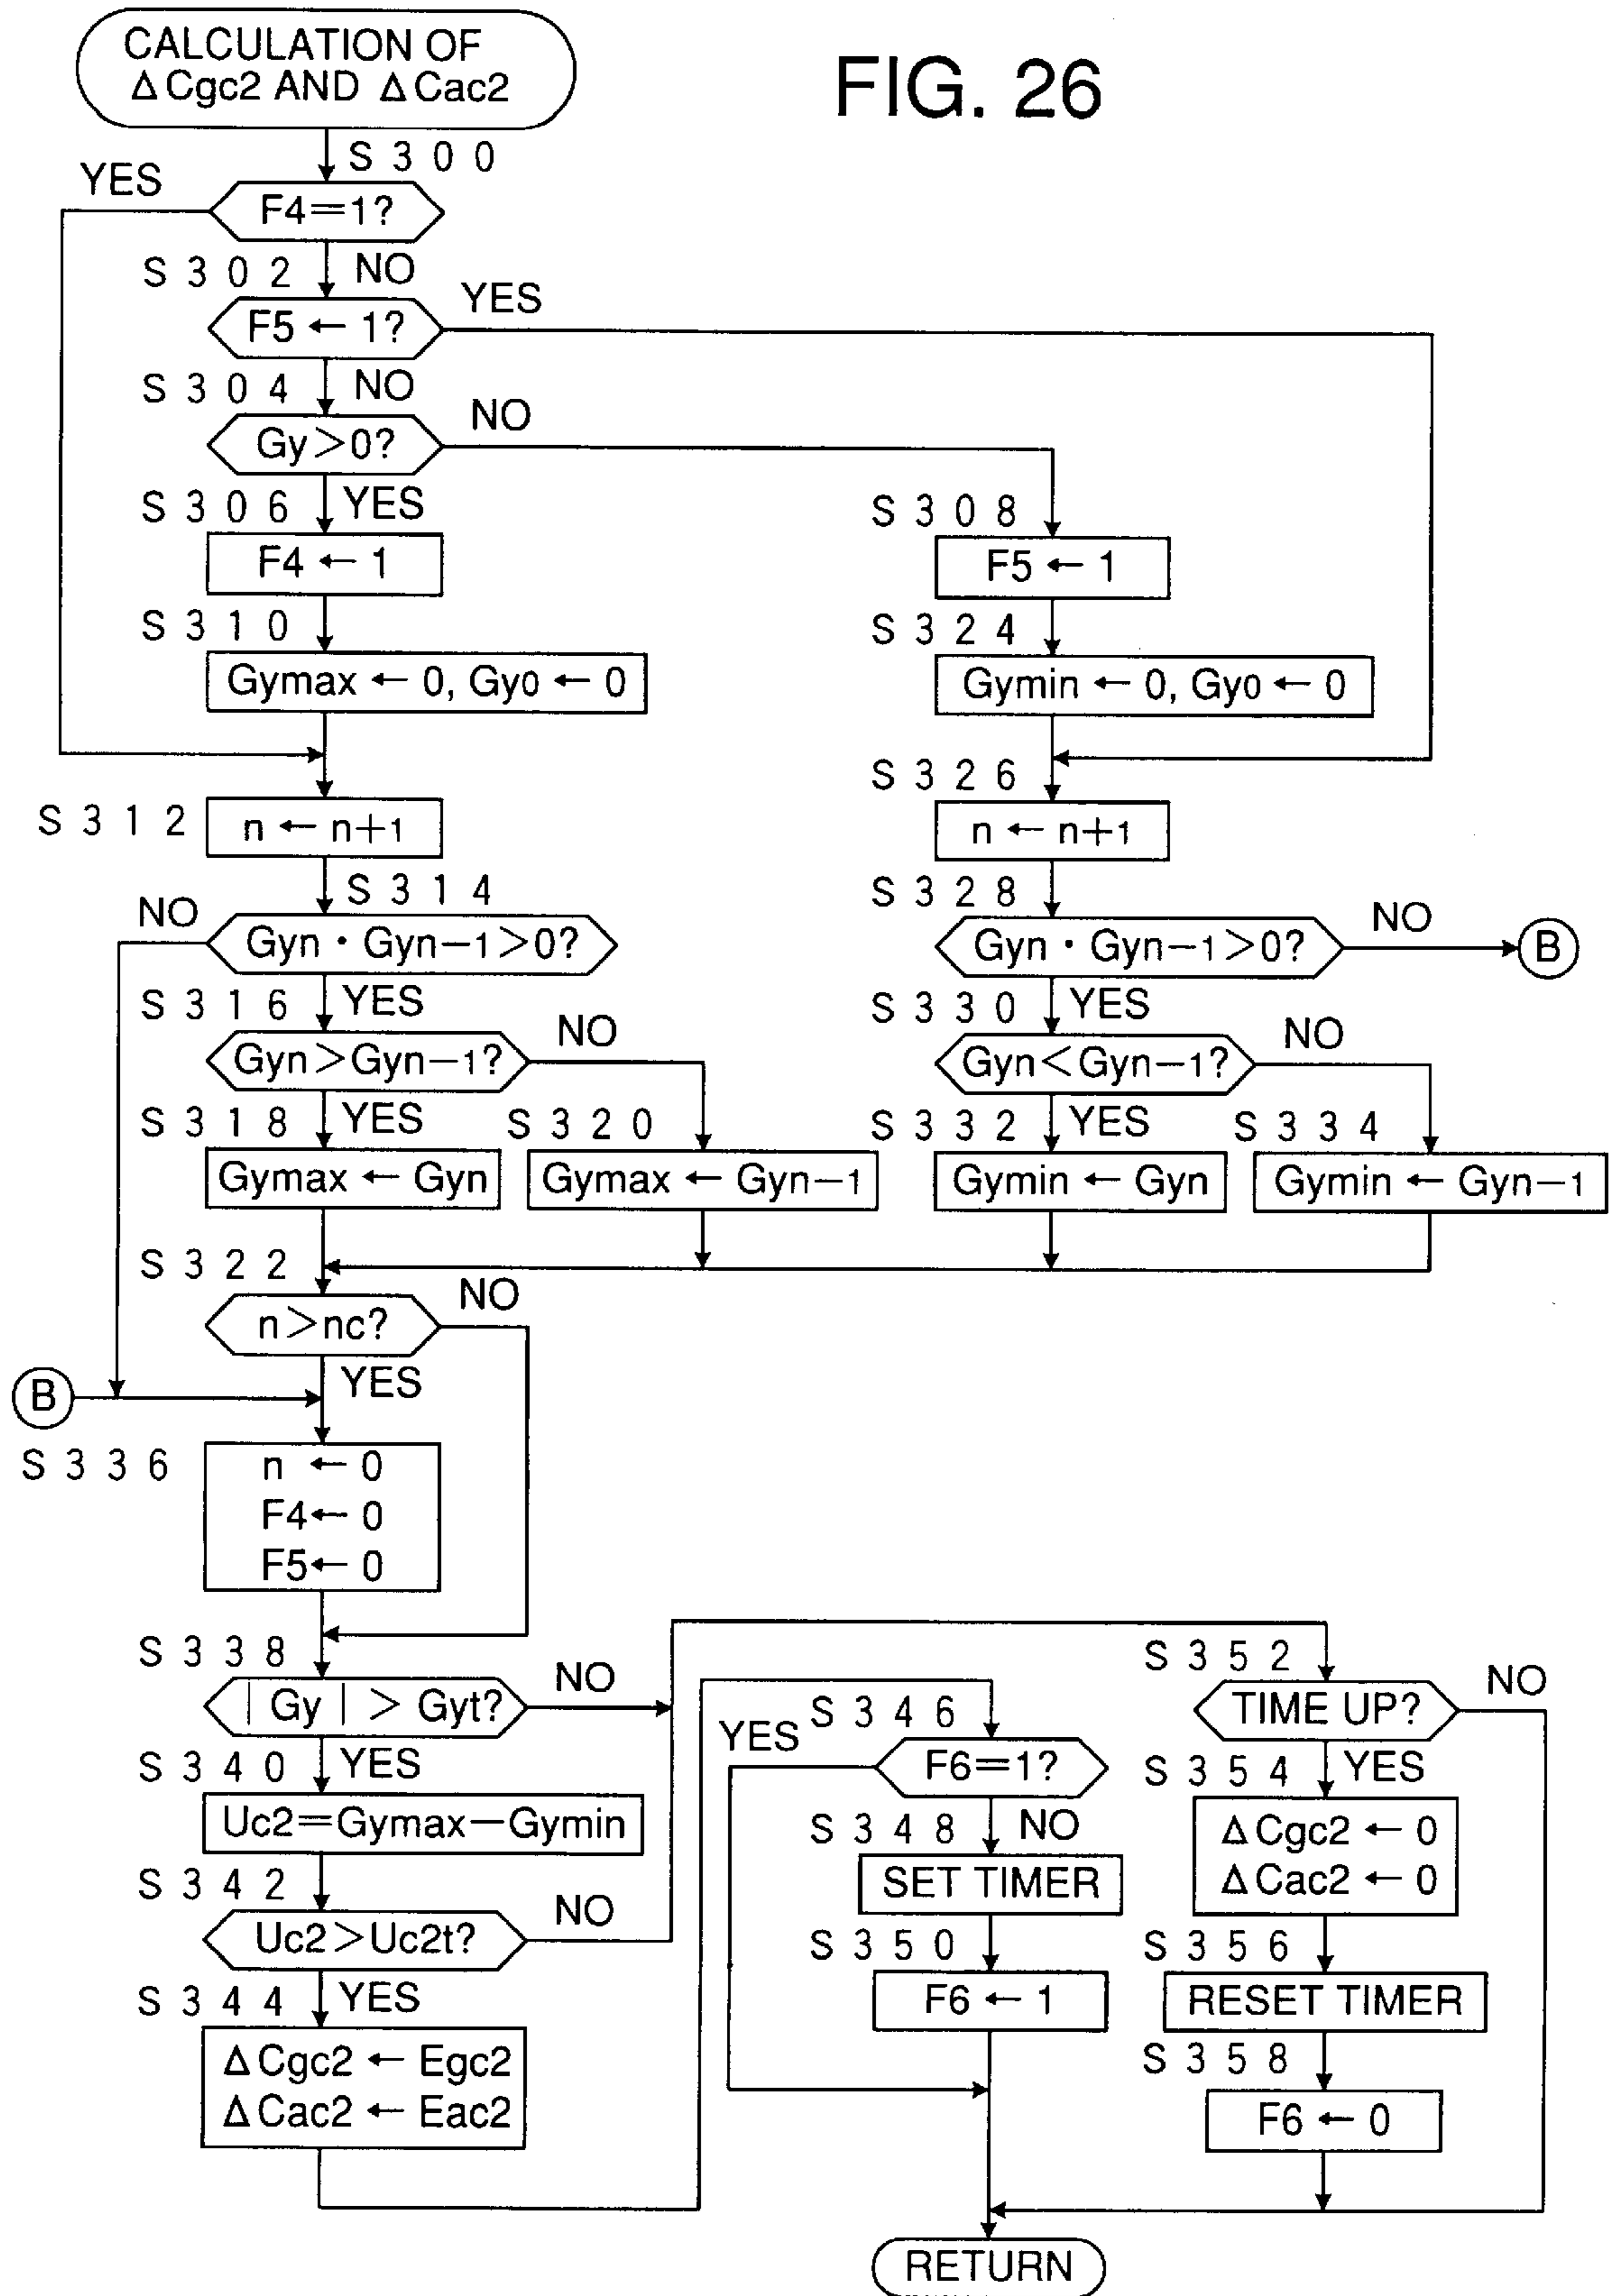 CALCULATION OF
ΔCgc2 AND ΔCac2
FIG. 26
S300
YES
F4=1?
S302
NO
YES
F5 ← 1?
S304
NO
NO
Gy>0?
S306
YES
S308
F4 ← 1
F5 ← 1
S310
S324
Gymax ← 0, Gy0 ← 0
Gymin ← 0, Gy0 ← 0
S326
S312
n ← n+1
n ← n+1
S314
S328
NO
Gyn・Gyn-1>0?
Gyn・Gyn-1>0?
NO
B
S316
YES
S330
YES
NO
NO
Gyn>Gyn-1?
Gyn<Gyn-1?
S318
YES
S320
S332
YES
S334
Gymax ← Gyn
Gymax ← Gyn-1
Gymin ← Gyn
Gymin ← Gyn-1
S322
NO
n>nc?
YES
B
S336
n ← 0
F4← 0
F5← 0
S338
NO
S352
NO
| Gy | > Gyt?
S346
TIME UP?
YES
S340
YES
F6=1?
S354
YES
Uc2=Gymax-Gymin
S348
NO
ΔCgc2 ← 0
ΔCac2 ← 0
S342
SET TIMER
NO
Uc2>Uc2t?
S350
S356
S344
YES
F6 ← 1
RESET TIMER
ΔCgc2 ← Egc2
ΔCac2 ← Eac2
S358
F6 ← 0
RETURN